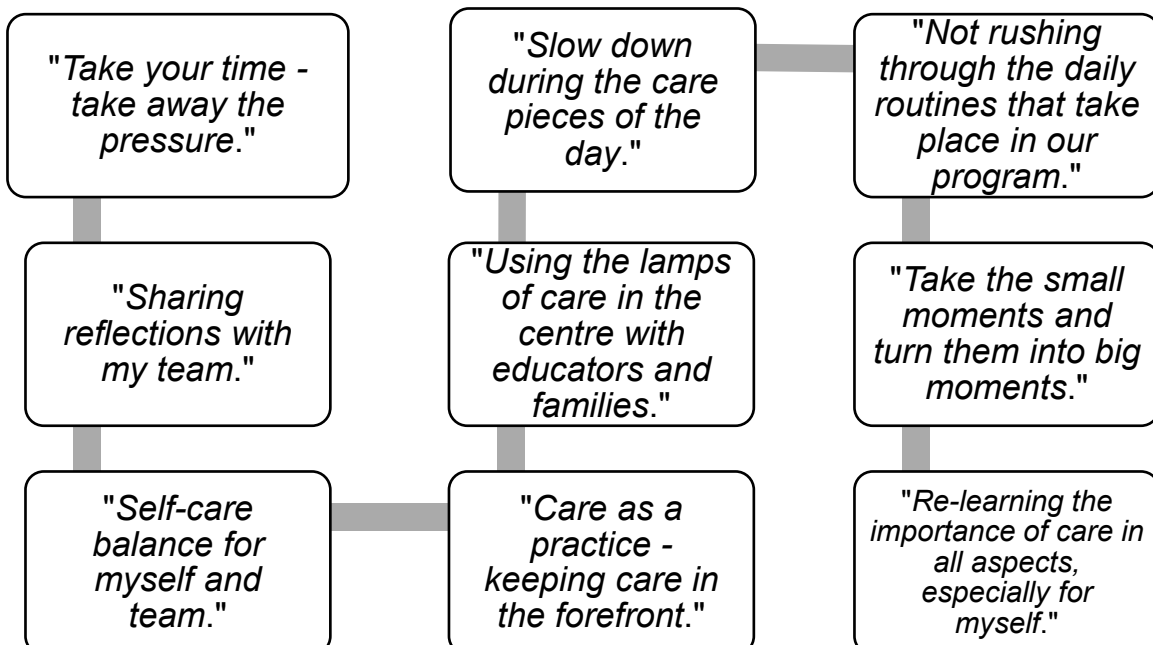 "Take your time -
take away the
pressure."
"Sharing
reflections with
my team."
"Self-care
balance for
myself and
team."
"Care as a
practice -
keeping care in
the forefront."
"Using the lamps
of care in the
centre with
educators and
families."
"Slow down
during the care
pieces of the
day."
"Not rushing
through the daily
routines that take
place in our
program."
"Take the small
moments and
turn them into big
moments."
"Re-learning the
importance of care in
all aspects,
especially for
myself."